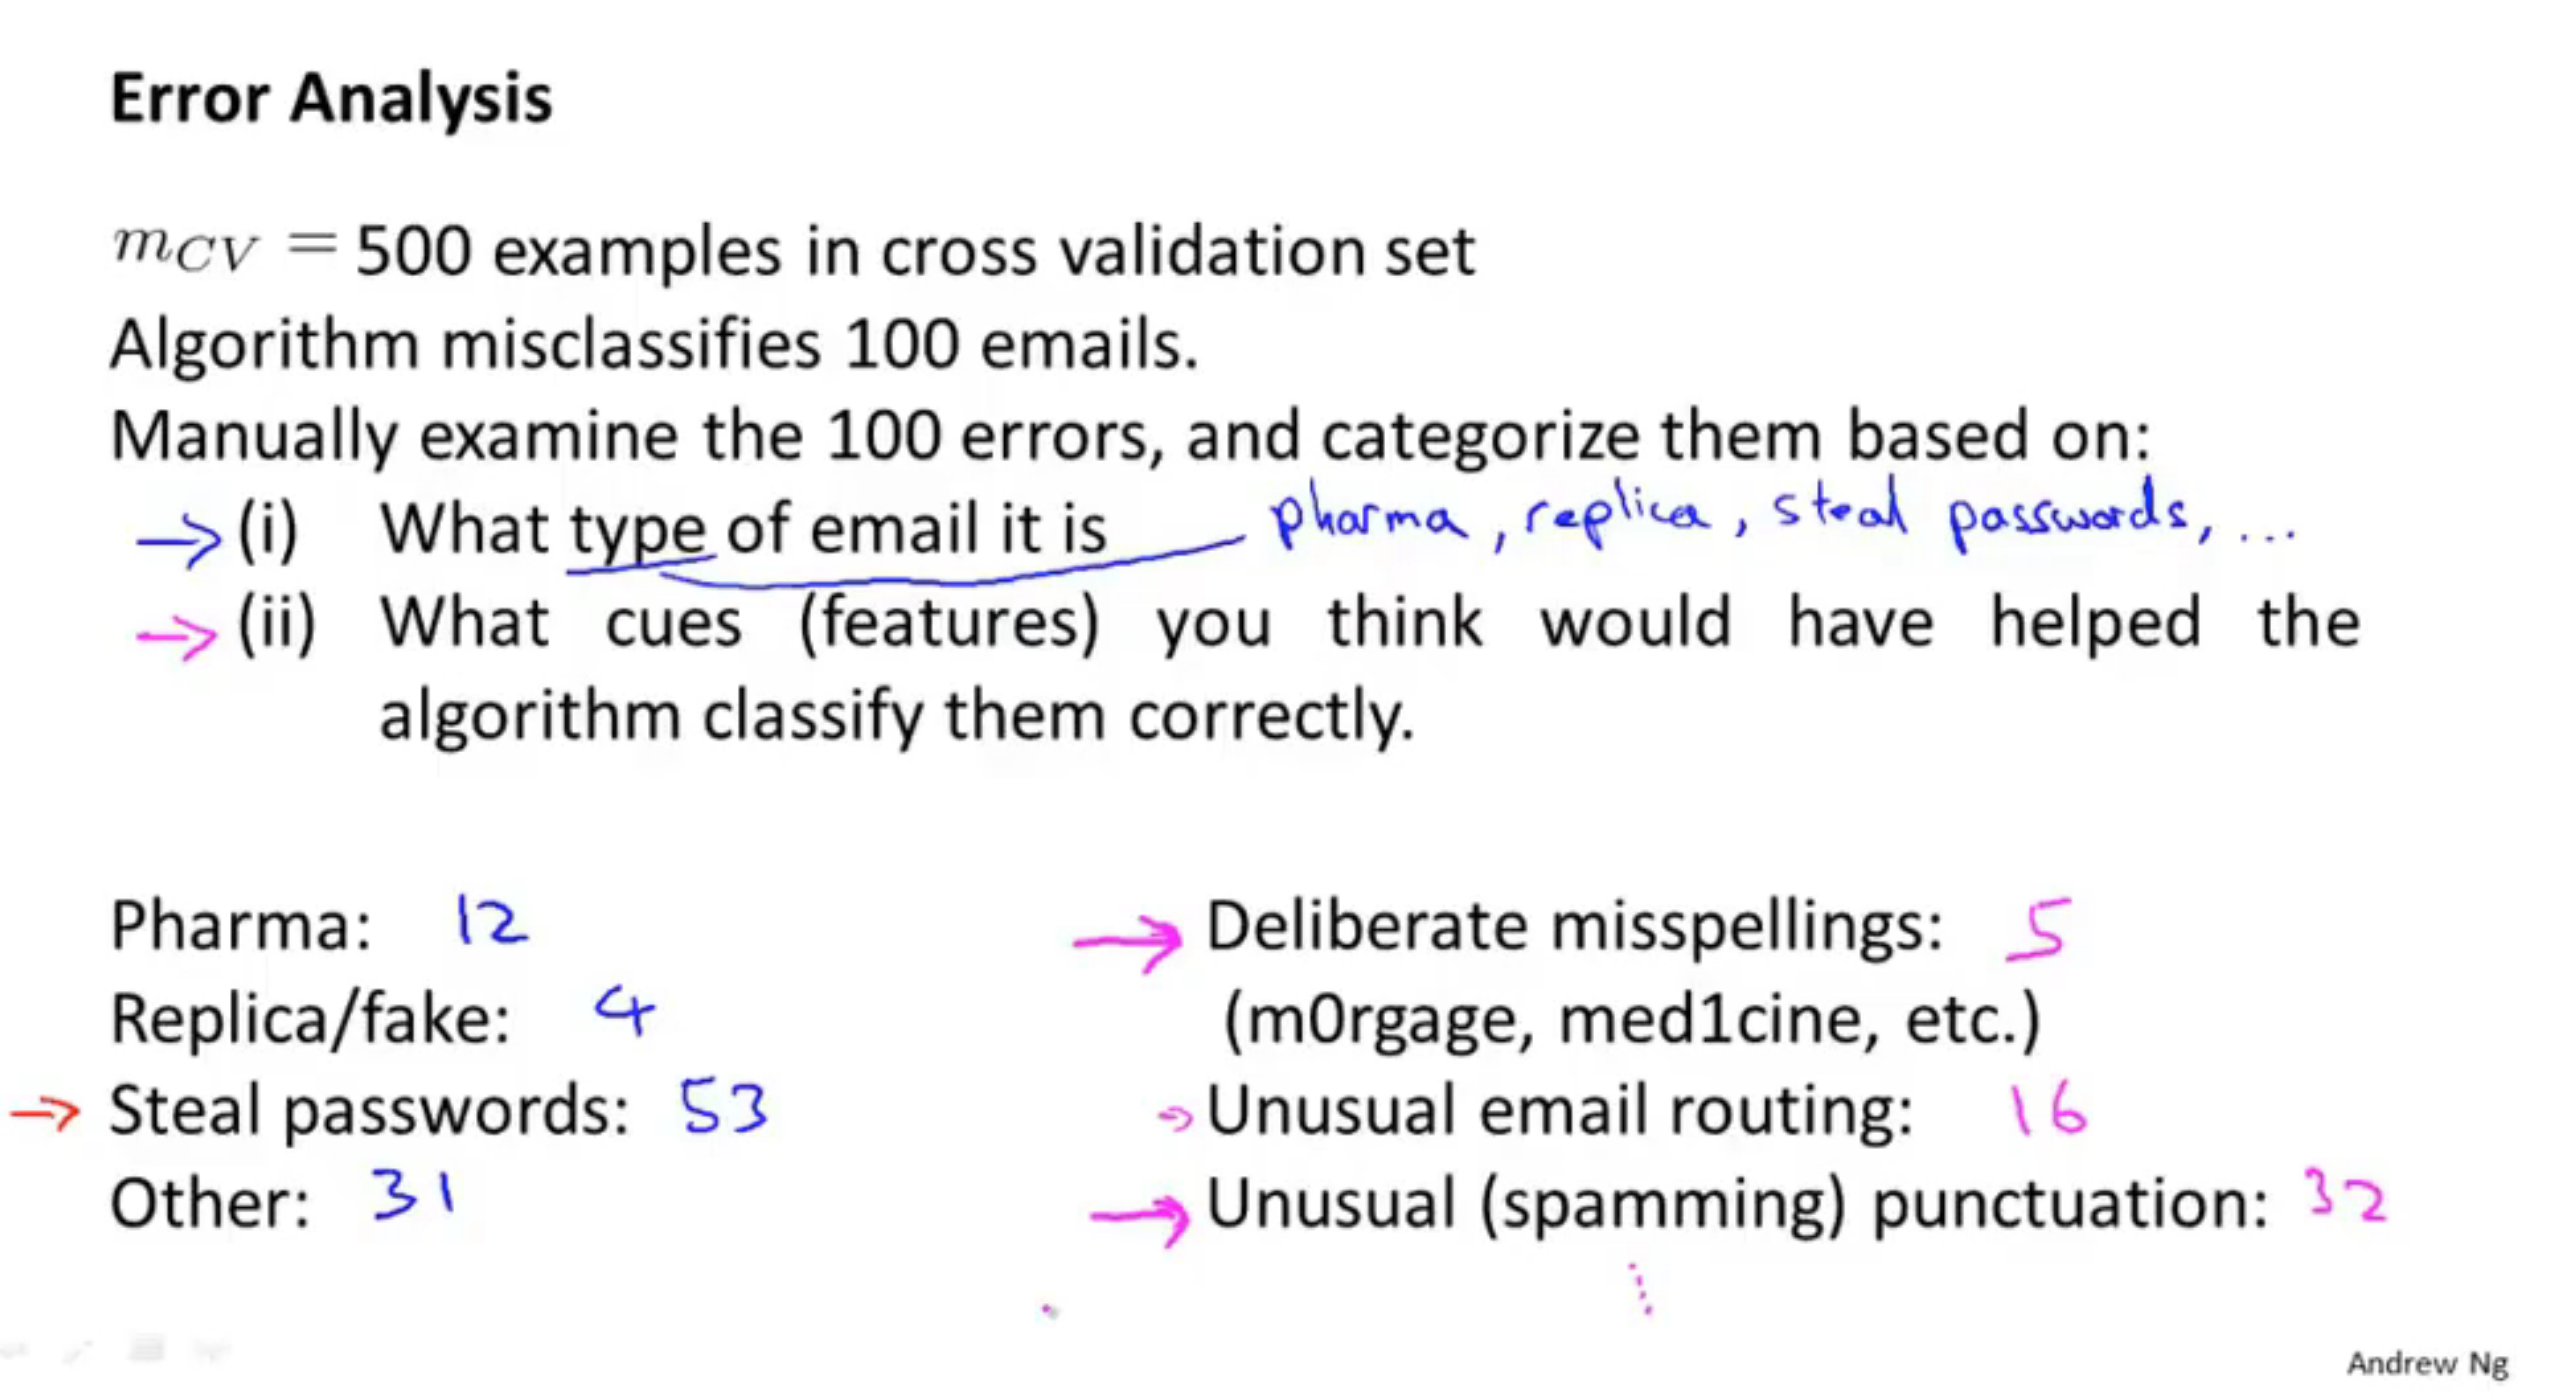 Error Analysis
m_CV = 500 examples in cross validation set
Algorithm misclassifies 100 emails.
Manually examine the 100 errors, and categorize them based on:
→ (i) What type of email it is pharma, replica, steal passwords, ...
→ (ii) What cues (features) you think would have helped the
algorithm classify them correctly.
Pharma: 12
Replica/fake: 4
→ Steal passwords: 53
Other: 31
→ Deliberate misspellings: 5
(m0rgage, med1cine, etc.)
→ Unusual email routing: 16
→ Unusual (spamming) punctuation: 32
⋮
Andrew Ng